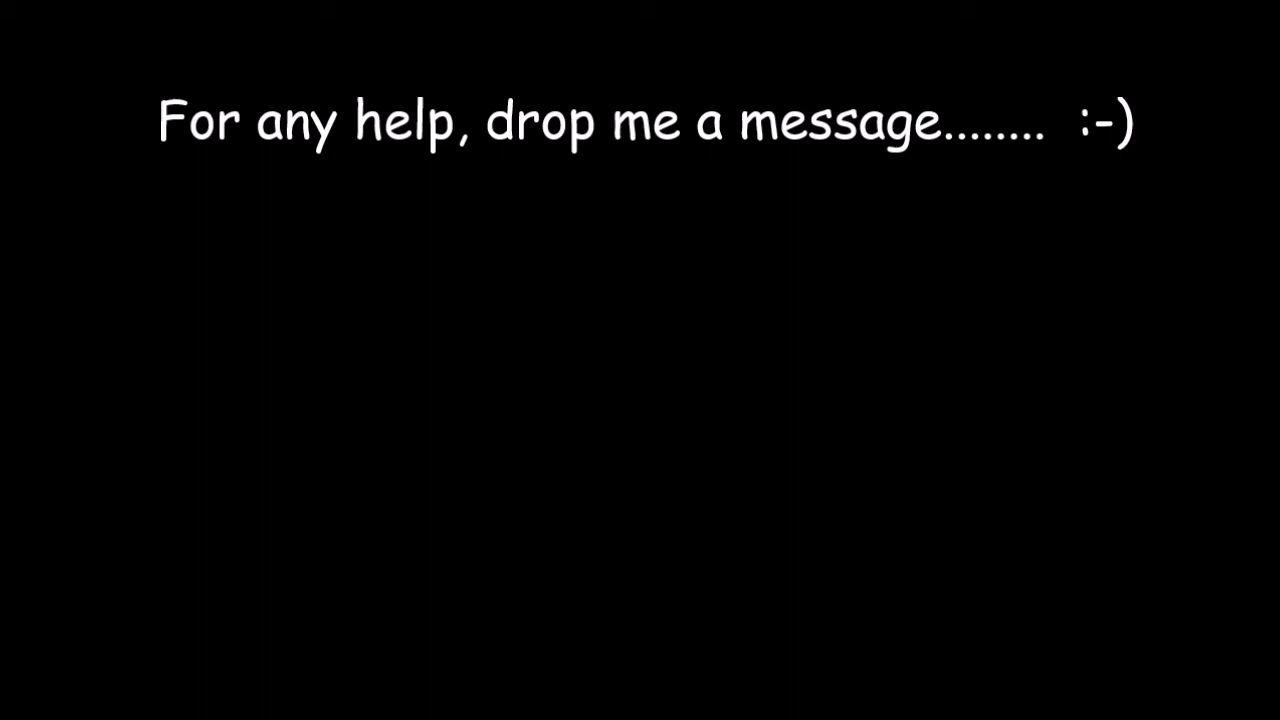 For any help, drop me a message........  :-)